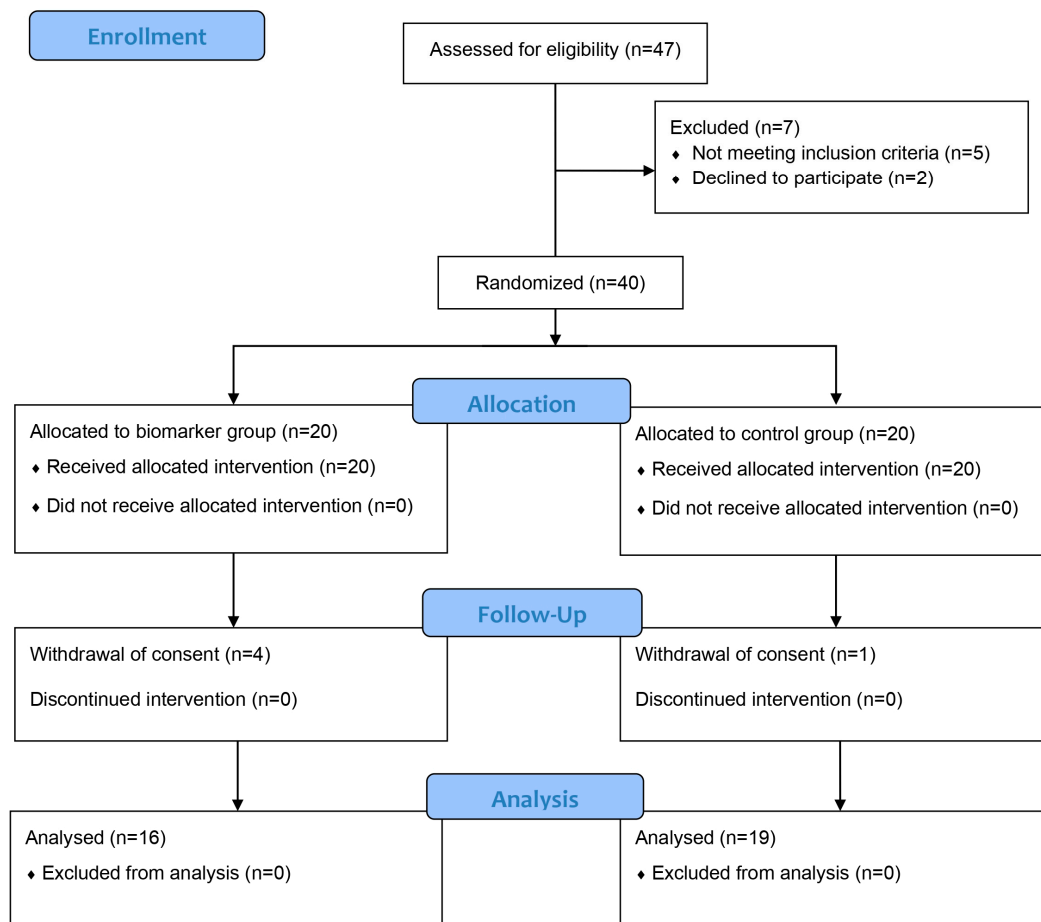 Enrollment
Assessed for eligibility (n=47)
Excluded (n=7)
♦ Not meeting inclusion criteria (n=5)
♦ Declined to participate (n=2)
Randomized (n=40)
Allocation
Allocated to biomarker group (n=20)
♦ Received allocated intervention (n=20)
♦ Did not receive allocated intervention (n=0)
Allocated to control group (n=20)
♦ Received allocated intervention (n=20)
♦ Did not receive allocated intervention (n=0)
Follow-Up
Withdrawal of consent (n=4)
Discontinued intervention (n=0)
Withdrawal of consent (n=1)
Discontinued intervention (n=0)
Analysis
Analysed (n=16)
♦ Excluded from analysis (n=0)
Analysed (n=19)
♦ Excluded from analysis (n=0)